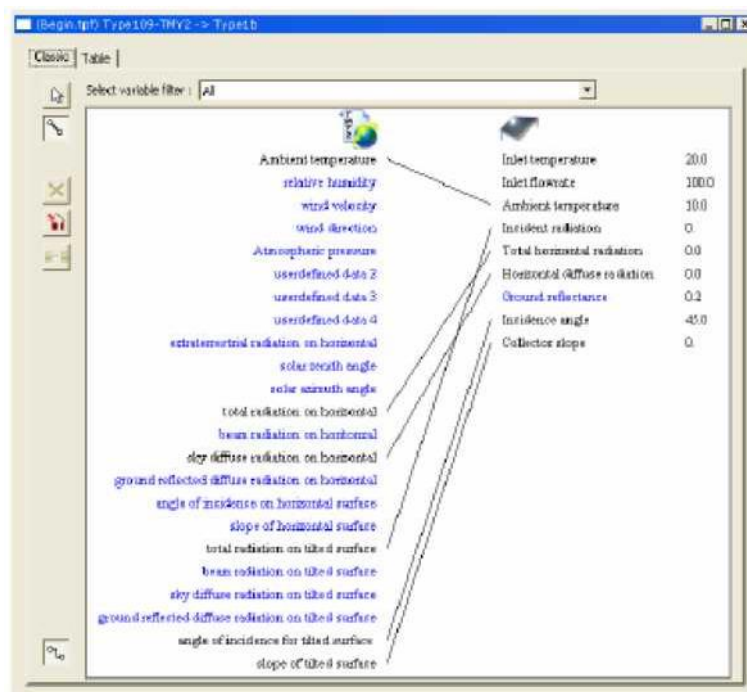 (Begin.tpf) Type109-TMY2 -> Type1b
Classic Table
Select variable filter : All
Ambient temperature Inlet temperature 20.0
relative humidity Inlet flowrate 100.0
wind velocity Ambient temperature 10.0
wind direction Incident radiation 0.
Atmospheric pressure Total horizontal radiation 0.0
userdefined data 2 Horizontal diffuse radiation 0.0
userdefined data 3 Ground reflectance 0.2
userdefined data 4 Incidence angle 45.0
extraterrestrial radiation on horizontal Collector slope 0.
solar zenith angle
solar azimuth angle
total radiation on horizontal
beam radiation on horizontal
sky diffuse radiation on horizontal
ground reflected diffuse radiation on horizontal
angle of incidence on horizontal surface
slope of horizontal surface
total radiation on tilted surface
beam radiation on tilted surface
sky diffuse radiation on tilted surface
ground reflected diffuse radiation on tilted surface
angle of incidence for tilted surface
slope of tilted surface